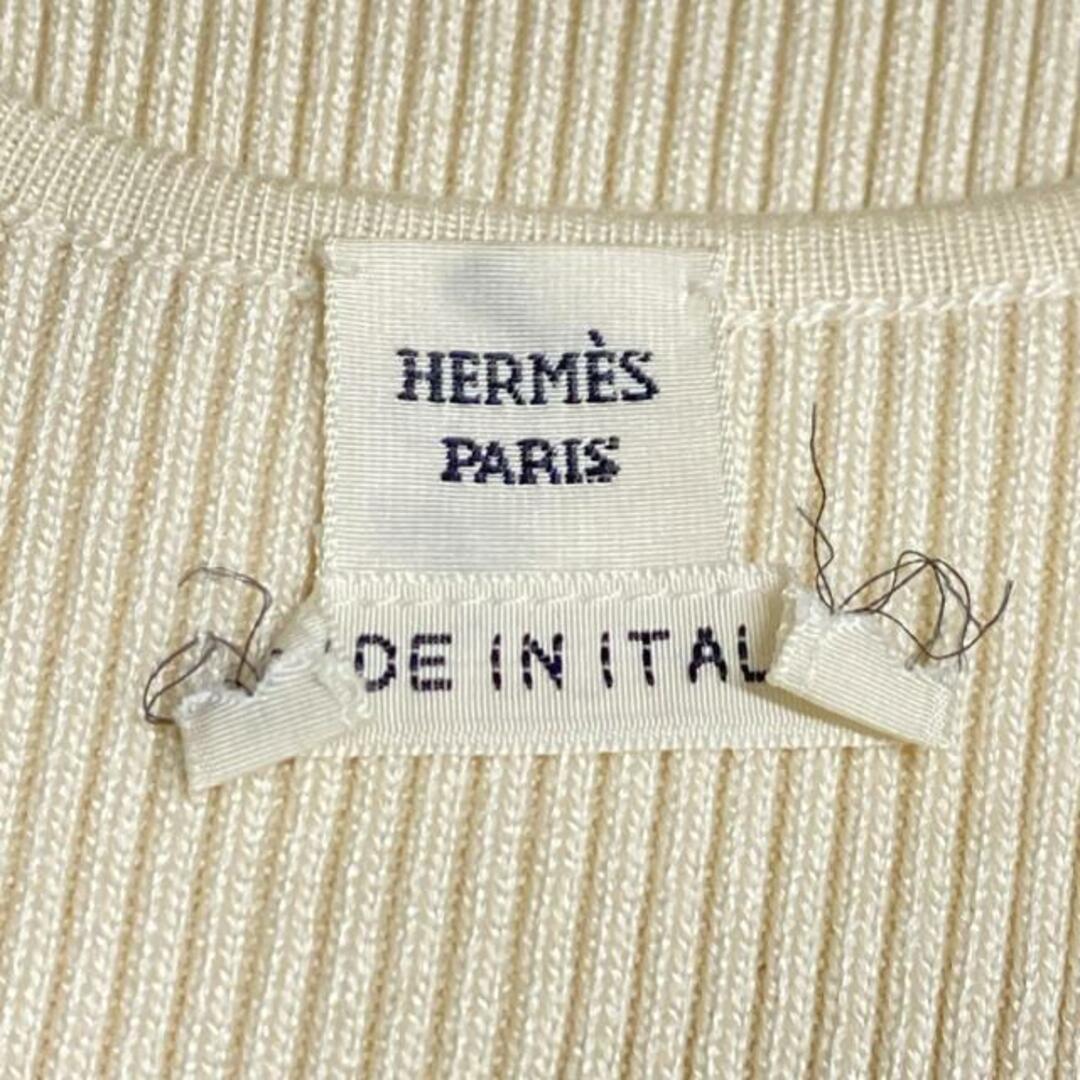 HERMÈS
PARIS
DE IN ITAL